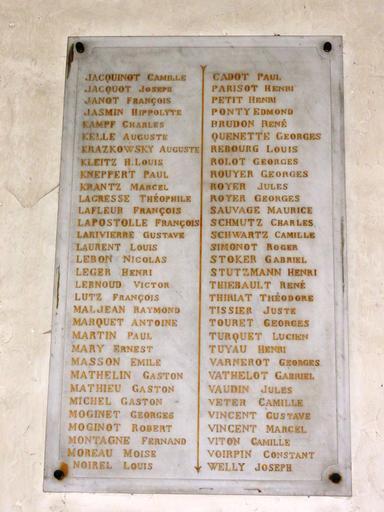 JACQUINOT CAMILLE
JACQUOT JOSEPH
JANOT FRANÇOIS
JASMIN HIPPOLYTE
KAMPF CHARLES
KELLE AUGUSTE
KRAZKOWSKY AUGUSTE
KLEITZ H.LOUIS
KNEPFERT PAUL
KRANTZ MARCEL
LAGRESSE THÉOPHILE
LAFLEUR FRANÇOIS
LAPOSTOLLE FRANÇOIS
LARIVIERRE GUSTAVE
LAURENT LOUIS
LEBON NICOLAS
LEGER HENRI
LERNOUD VICTOR
LUTZ FRANÇOIS
MALJEAN RAYMOND
MARQUET ANTOINE
MARTIN PAUL
MARY ERNEST
MASSON EMILE
MATHELIN GASTON
MATHIEU GASTON
MICHEL GASTON
MOGINET GEORGES
MOGINOT ROBERT
MONTAGNE FERNAND
MOREAU MOISE
NOIREL LOUIS
CADOT PAUL
PARISOT HENRI
PETIT HENRI
PONTY EDMOND
PRUDON RENÉ
QUENETTE GEORGES
REBOURG LOUIS
ROLOT GEORGES
ROUYER GEORGES
ROYER JULES
ROYER GEORGES
SAUVAGE MAURICE
SCHMUTZ CHARLES
SCHWARTZ CAMILLE
SIMONOT ROGER
STOKER GABRIEL
STUTZMANN HENRI
THIEBAULT RENÉ
THIRIAT THÉODORE
TISSIER JUSTE
TOURET GEORGES
TURQUET LUCIEN
TUYAU HENRI
VARNEROT GEORGES
VATHELOT GABRIEL
VAUDIN JULES
VETER CAMILLE
VINCENT GUSTAVE
VINCENT MARCEL
VITON CAMILLE
VOIRPIN CONSTANT
WELLY JOSEPH